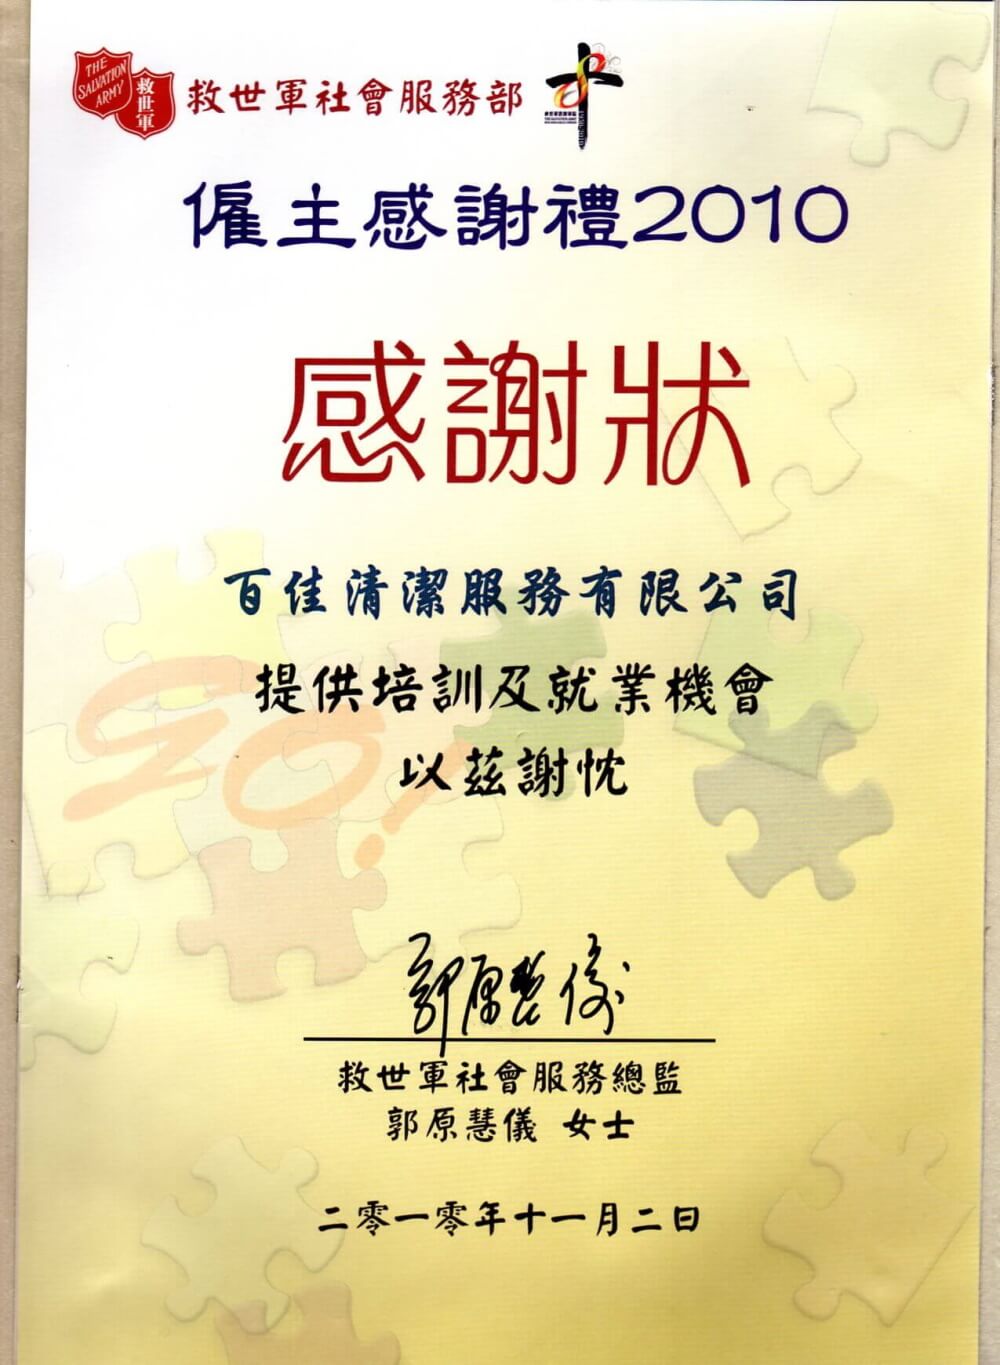 THE SALVATION ARMY
救世軍
救世軍社會服務部
僱主感謝禮2010
感謝狀
百佳清潔服務有限公司
提供培訓及就業機會
以茲謝忱
郭原慧儀
救世軍社會服務總監
郭原慧儀 女士
二零一零年十一月二日